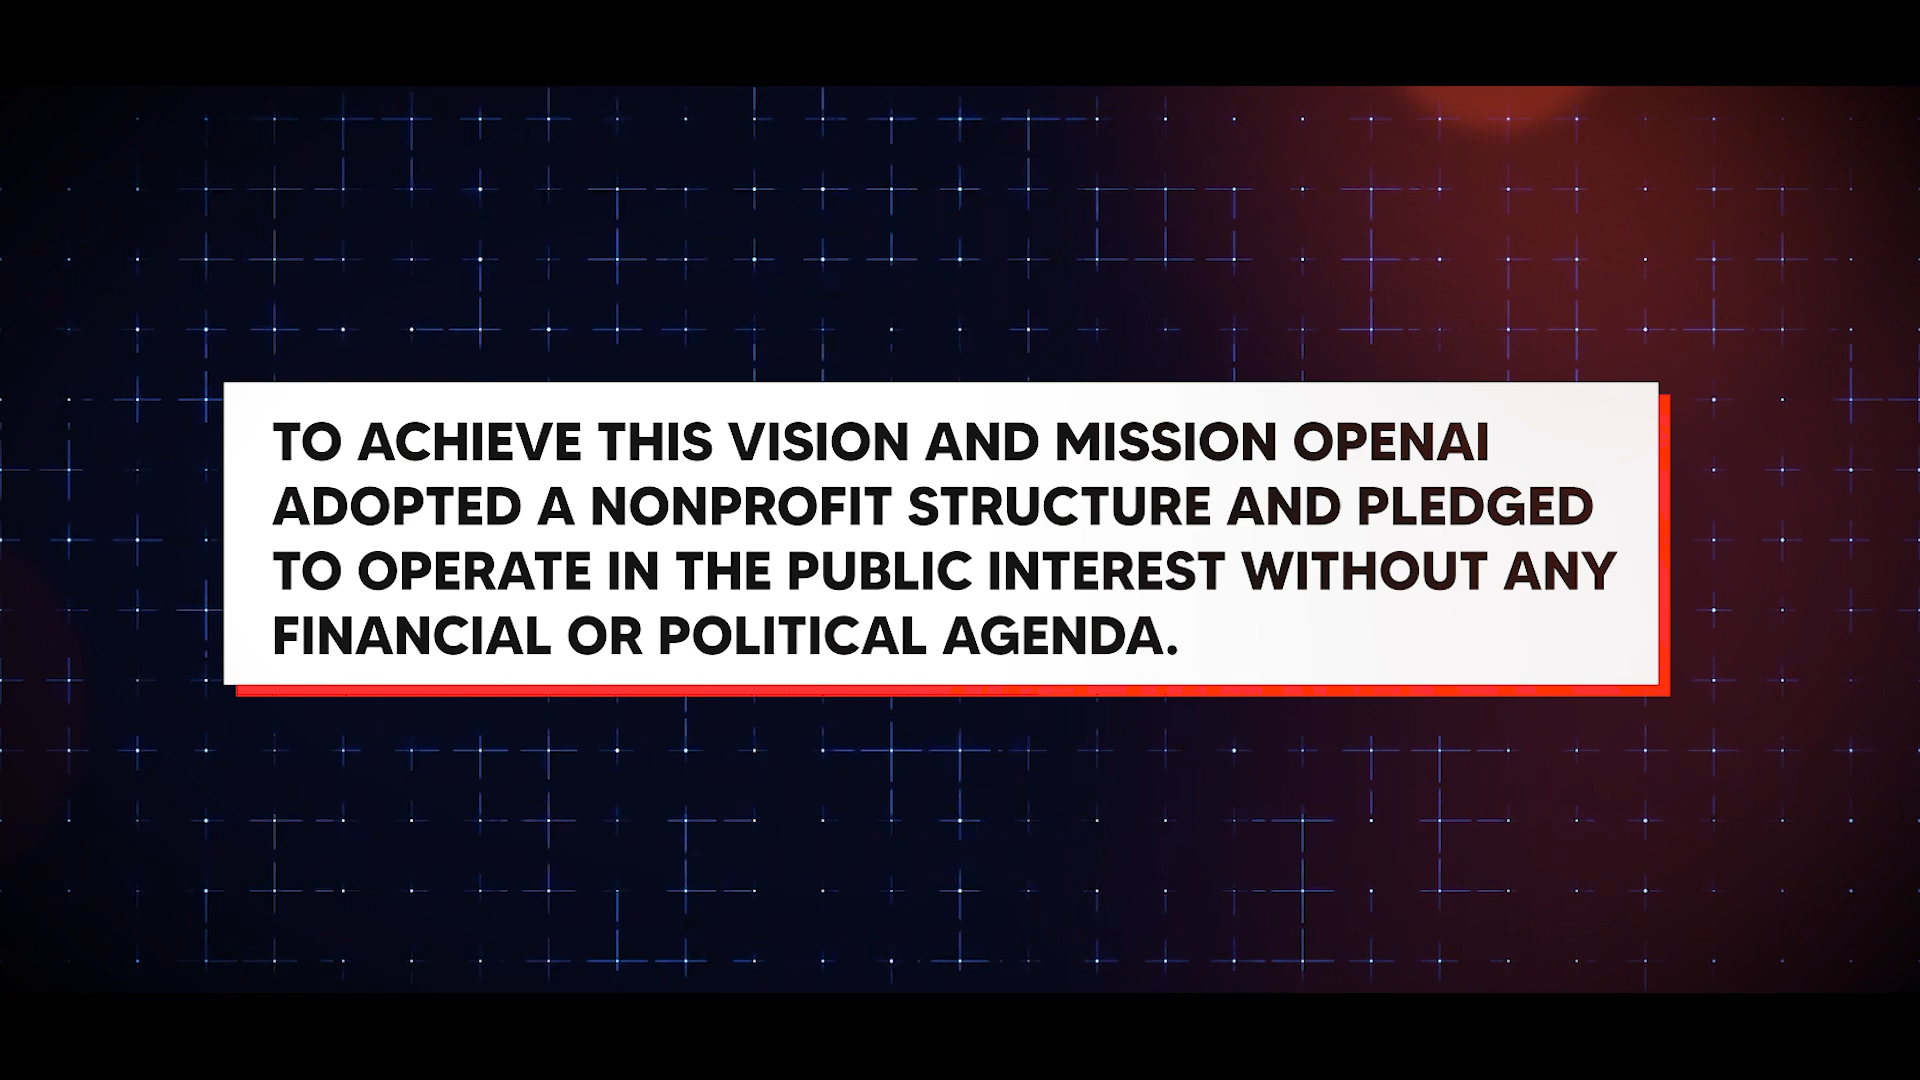 TO ACHIEVE THIS VISION AND MISSION OPENAI
ADOPTED A NONPROFIT STRUCTURE AND PLEDGED
TO OPERATE IN THE PUBLIC INTEREST WITHOUT ANY
FINANCIAL OR POLITICAL AGENDA.